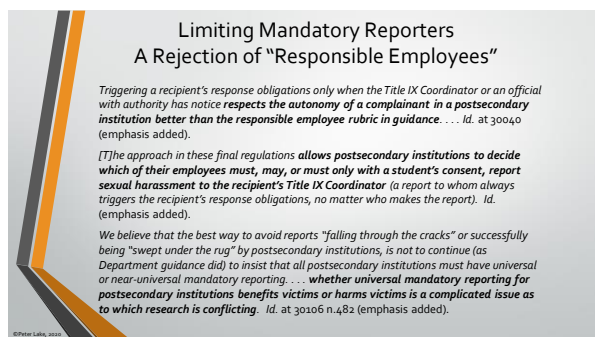 Limiting Mandatory Reporters
A Rejection of “Responsible Employees”
Triggering a recipient’s response obligations only when the Title IX Coordinator or an official
with authority has notice respects the autonomy of a complainant in a postsecondary
institution better than the responsible employee rubric in guidance. . . . Id. at 30040
(emphasis added).
[T]he approach in these final regulations allows postsecondary institutions to decide
which of their employees must, may, or must only with a student’s consent, report
sexual harassment to the recipient’s Title IX Coordinator (a report to whom always
triggers the recipient’s response obligations, no matter who makes the report). Id.
(emphasis added).
We believe that the best way to avoid reports “falling through the cracks” or successfully
being “swept under the rug” by postsecondary institutions, is not to continue (as
Department guidance did) to insist that all postsecondary institutions must have universal
or near-universal mandatory reporting. . . . whether universal mandatory reporting for
postsecondary institutions benefits victims or harms victims is a complicated issue as
to which research is conflicting. Id. at 30106 n.482 (emphasis added).
©Peter Lake, 2020